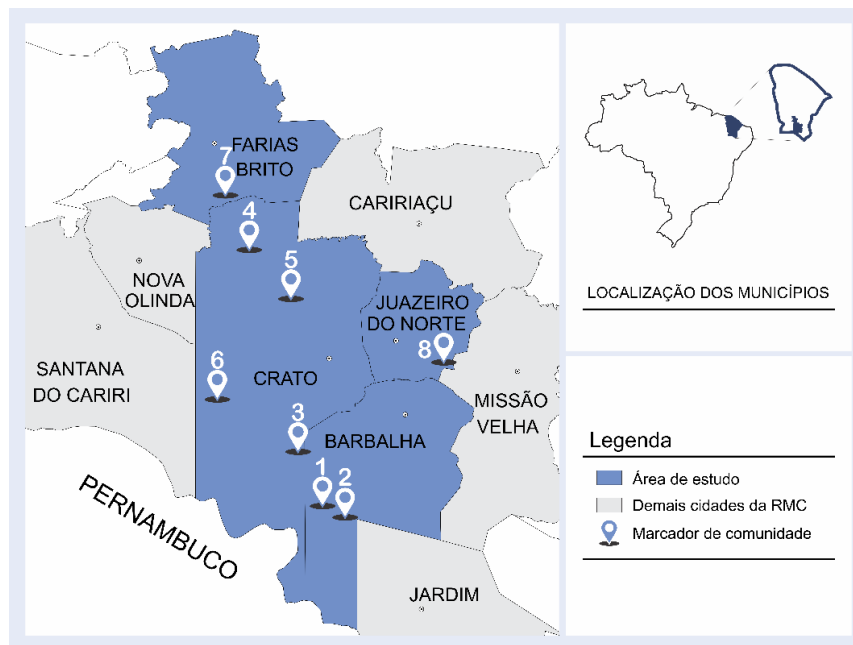 FARIAS
BRITO
7
4
CARIRIAÇU
5
NOVA
OLINDA
JUAZEIRO
DO NORTE
8
SANTANA
DO CARIRI
6
CRATO
MISSÃO
VELHA
3
BARBALHA
1
2
PERNAMBUCO
JARDIM
LOCALIZAÇÃO DOS MUNICÍPIOS
Legenda
Área de estudo
Demais cidades da RMC
Marcador de comunidade